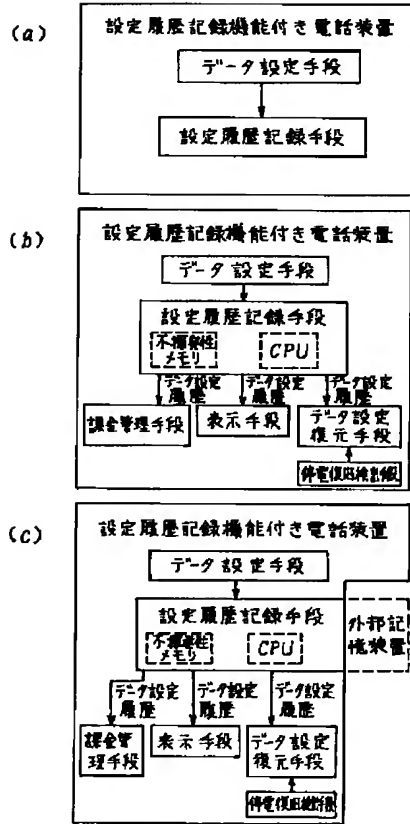 (a)
設定履歴記録機能付き電話装置
データ設定手段
設定履歴記録手段
(b)
設定履歴記録機能付き電話装置
データ設定手段
設定履歴記録手段
不揮発性
メモリ
CPU
データ設定
履歴
データ設定
履歴
データ設定
履歴
課金管理手段
表示手段
データ設定
復元手段
停電復旧検出手段
(c)
設定履歴記録機能付き電話装置
データ設定手段
設定履歴記録手段
不揮発性
メモリ
CPU
外部記
憶装置
データ設定
履歴
データ設定
履歴
データ設定
履歴
課金管
理手段
表示手段
データ設定
復元手段
停電復旧検出手段